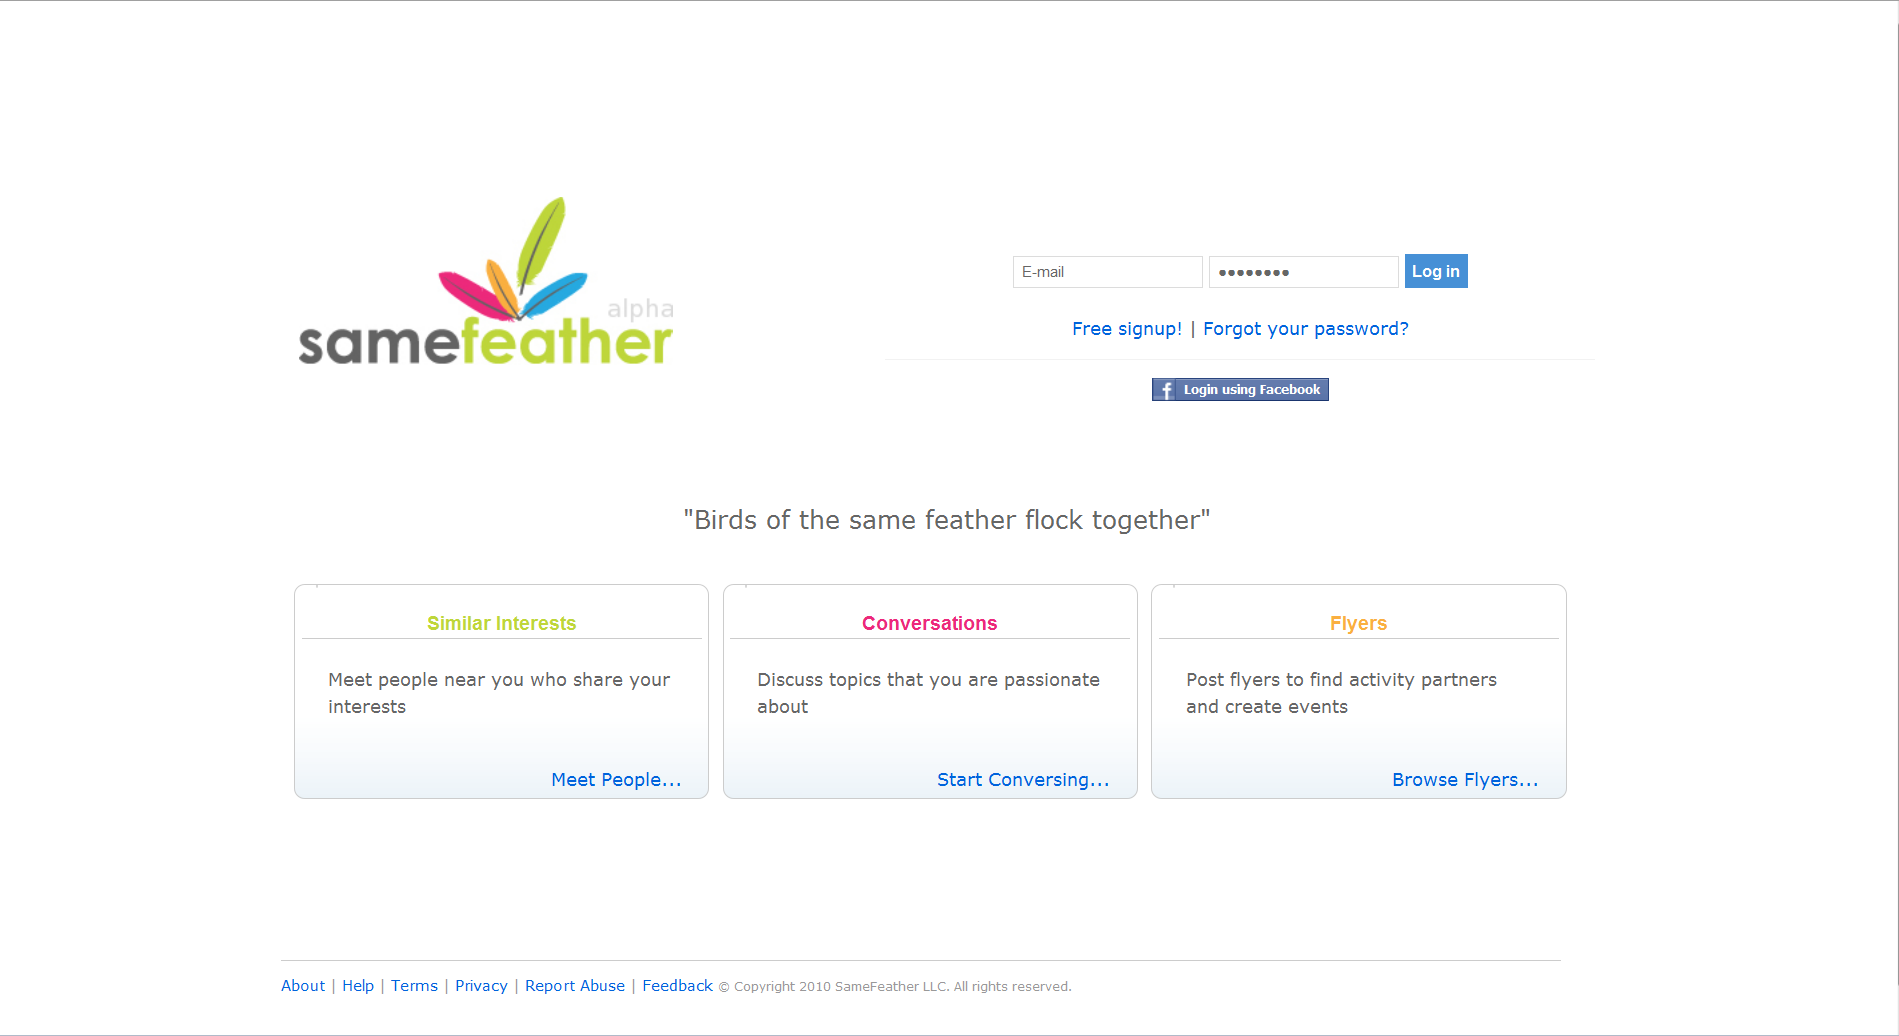 alpha
samefeather
E-mail ●●●●●●●● Log in
Free signup! | Forgot your password?
f Login using Facebook
"Birds of the same feather flock together"
Similar Interests
Meet people near you who share your
interests
Meet People...
Conversations
Discuss topics that you are passionate
about
Start Conversing...
Flyers
Post flyers to find activity partners
and create events
Browse Flyers...
About | Help | Terms | Privacy | Report Abuse | Feedback © Copyright 2010 SameFeather LLC. All rights reserved.